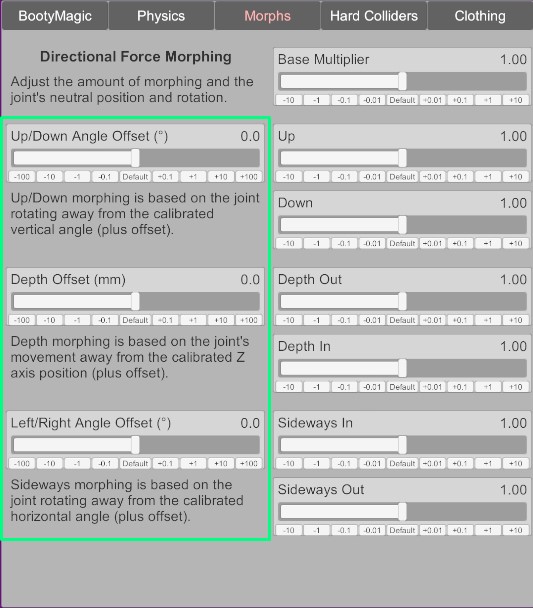 BootyMagic Physics Morphs Hard Colliders Clothing
Directional Force Morphing
Adjust the amount of morphing and the
joint's neutral position and rotation.
Base Multiplier 1.00
-10 -1 -0.1 -0.01 Default +0.01 +0.1 +1 +10
Up/Down Angle Offset (°) 0.0
-100 -10 -1 -0.1 Default +0.1 +1 +10 +100
Up/Down morphing is based on the joint
rotating away from the calibrated
vertical angle (plus offset).
Up 1.00
-10 -1 -0.1 -0.01 Default +0.01 +0.1 +1 +10
Down 1.00
-10 -1 -0.1 -0.01 Default +0.01 +0.1 +1 +10
Depth Offset (mm) 0.0
-100 -10 -1 -0.1 Default +0.1 +1 +10 +100
Depth morphing is based on the joint's
movement away from the calibrated Z
axis position (plus offset).
Depth Out 1.00
-10 -1 -0.1 -0.01 Default +0.01 +0.1 +1 +10
Depth In 1.00
-10 -1 -0.1 -0.01 Default +0.01 +0.1 +1 +10
Left/Right Angle Offset (°) 0.0
-100 -10 -1 -0.1 Default +0.1 +1 +10 +100
Sideways morphing is based on the
joint rotating away from the calibrated
horizontal angle (plus offset).
Sideways In 1.00
-10 -1 -0.1 -0.01 Default +0.01 +0.1 +1 +10
Sideways Out 1.00
-10 -1 -0.1 -0.01 Default +0.01 +0.1 +1 +10